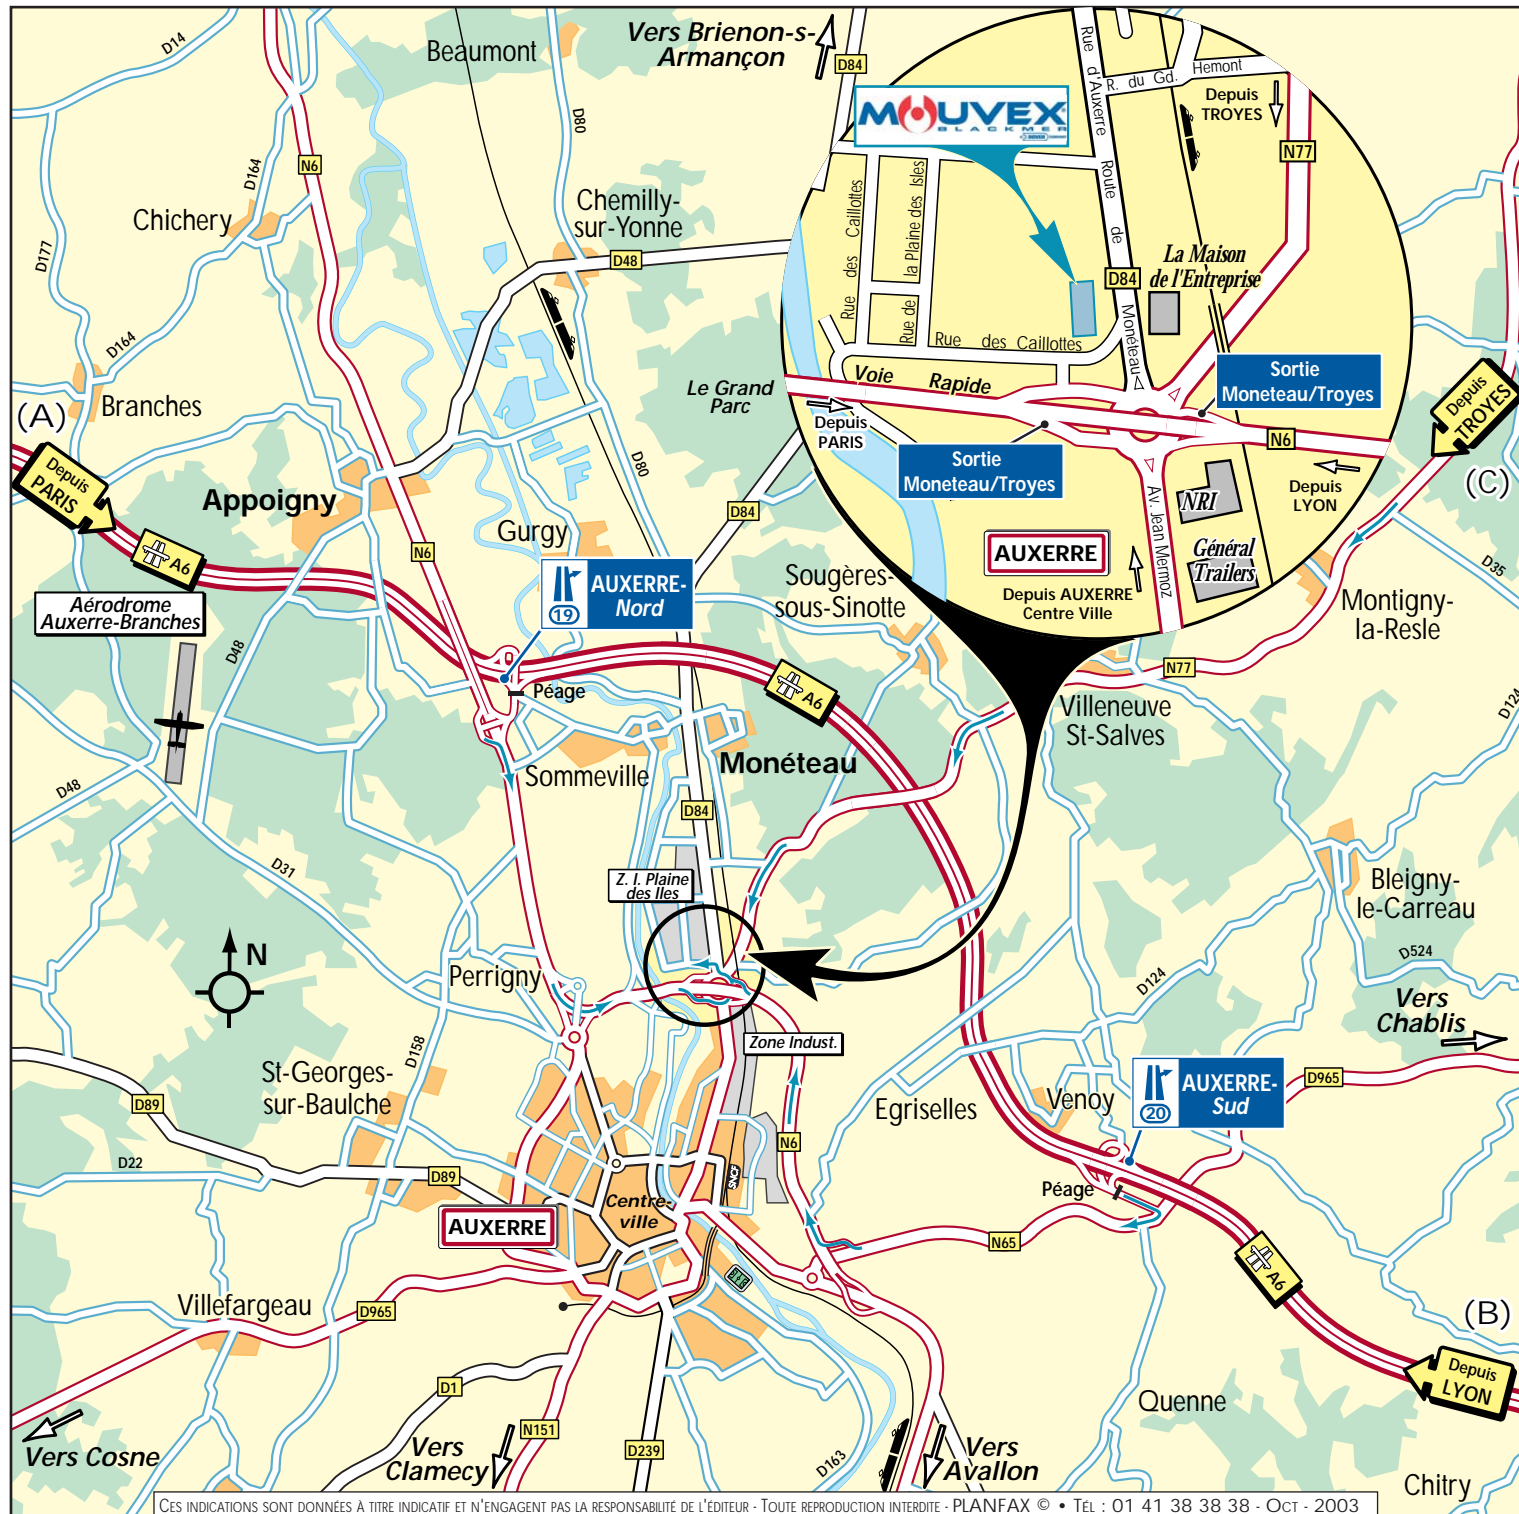 D14
Beaumont
Vers Brienon-s-
Armançon
D84
D80
N6
D164
Chichery
D177
Chemilly-
sur-Yonne
D48
D164
Branches
(A)
Depuis
PARIS
A6
Appoigny
N6
Gurgy
D80
Le Grand
Parc
D84
Aérodrome
Auxerre-Branches
D48
19
AUXERRE-
Nord
Péage
A6
Sougères-
sous-Sinotte
MOUVEX
BLACKMER
Rue d'Auxerre
R. du Gd. Hemont
Depuis
TROYES
N77
Rue des Caillottes
Rue de la Plaine des Isles
Route de Monéteau
D84
La Maison
de l'Entreprise
Rue des Caillottes
Voie Rapide
Sortie
Moneteau/Troyes
Depuis
PARIS
Sortie
Moneteau/Troyes
N6
Depuis
LYON
NRI
Général
Trailers
Av. Jean Mermoz
AUXERRE
Depuis AUXERRE
Centre Ville
Depuis
TROYES
(C)
D35
Montigny-
la-Resle
N77
Villeneuve
St-Salves
D124
D48
Sommeville
Monéteau
D84
D31
Z. I. Plaine
des Iles
Bleigny-
le-Carreau
D524
D124
Vers
Chablis
N
Perrigny
Zone Indust.
D158
St-Georges-
sur-Baulche
D89
D22
D89
Egriselles
Venoy
20
AUXERRE-
Sud
D965
N6
Péage
SNCF
Centre-
ville
AUXERRE
N65
A6
Villefargeau
D965
(B)
Depuis
LYON
D1
N151
D239
Quenne
D163
Vers Cosne
Vers
Clamecy
Vers
Avallon
Chitry
CES INDICATIONS SONT DONNÉES À TITRE INDICATIF ET N'ENGAGENT PAS LA RESPONSABILITÉ DE L'ÉDITEUR - TOUTE REPRODUCTION INTERDITE - PLANFAX © • TÉL : 01 41 38 38 38 - OCT - 2003